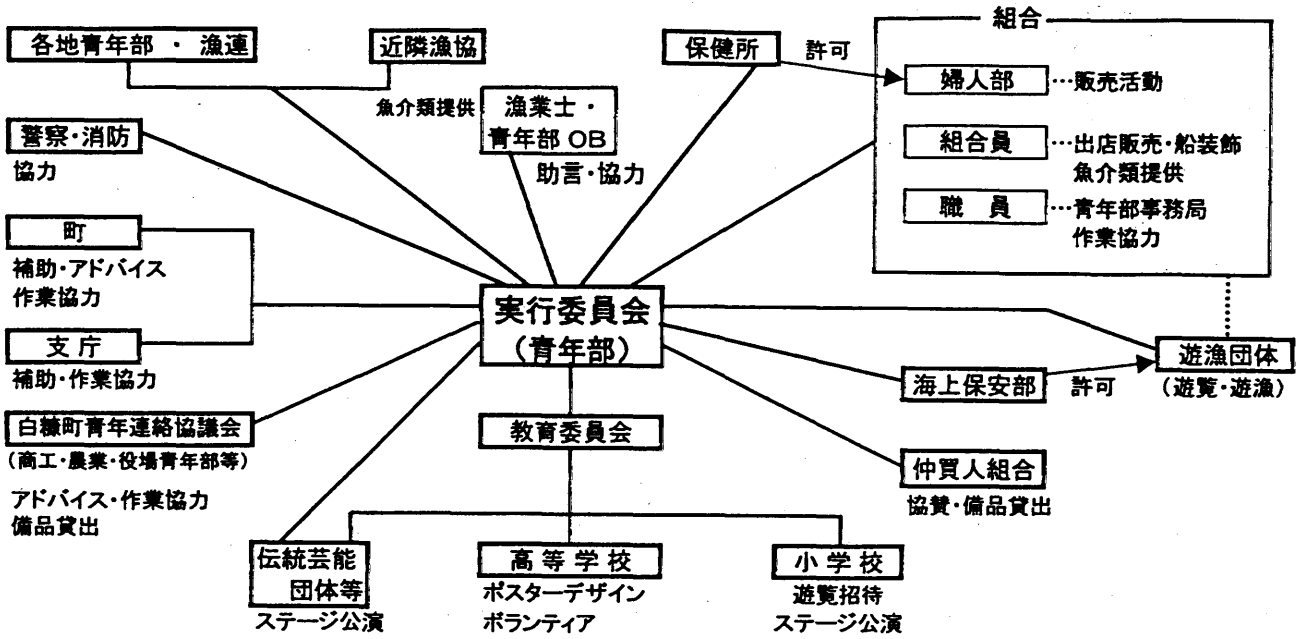 組合
各地青年部 ・ 漁連
近隣漁協
保健所
許可
婦人部
…販売活動
魚介類提供
漁業士・
青年部 OB
助言・協力
警察・消防
協力
組合員
…出店販売・船装飾
魚介類提供
職 員
…青年部事務局
作業協力
町
補助・アドバイス
作業協力
実行委員会
(青年部)
支庁
補助・作業協力
遊漁団体
(遊覧・遊漁)
海上保安部
許可
白糠町青年連絡協議会
(商工・農業・役場青年部等)
アドバイス・作業協力
備品貸出
教育委員会
仲買人組合
協賛・備品貸出
伝統芸能
団体等
ステージ公演
高 等 学 校
ポスターデザイン
ボランティア
小 学 校
遊覧招待
ステージ公演